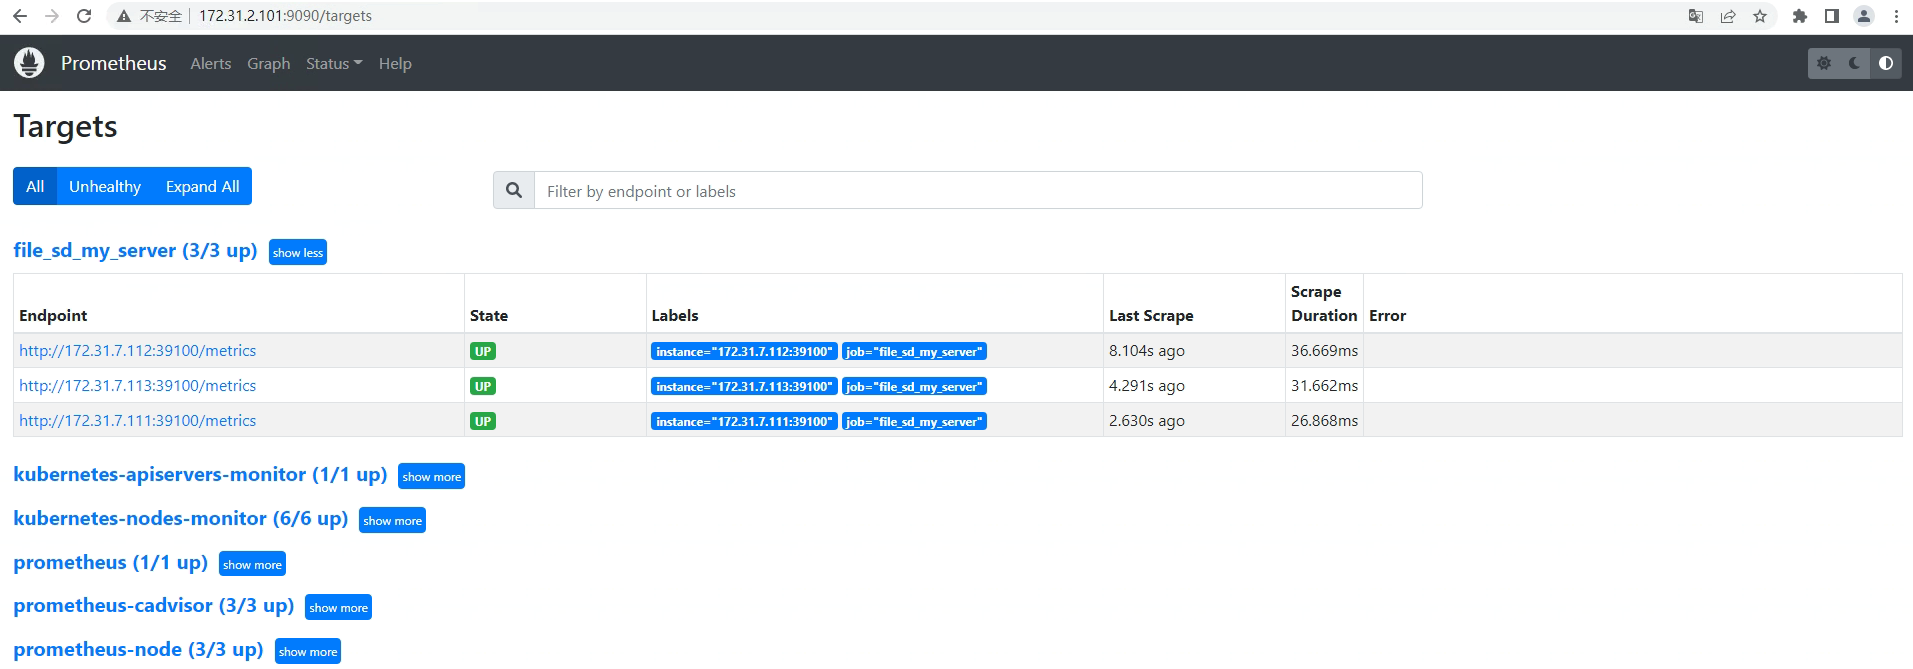 不安全 172.31.2.101:9090/targets
Prometheus Alerts Graph Status Help
Targets
All Unhealthy Expand All Filter by endpoint or labels
file_sd_my_server (3/3 up) show less
Endpoint State Labels Last Scrape Scrape Duration Error
http://172.31.7.112:39100/metrics UP instance="172.31.7.112:39100" job="file_sd_my_server" 8.104s ago 36.669ms
http://172.31.7.113:39100/metrics UP instance="172.31.7.113:39100" job="file_sd_my_server" 4.291s ago 31.662ms
http://172.31.7.111:39100/metrics UP instance="172.31.7.111:39100" job="file_sd_my_server" 2.630s ago 26.868ms
kubernetes-apiservers-monitor (1/1 up) show more
kubernetes-nodes-monitor (6/6 up) show more
prometheus (1/1 up) show more
prometheus-cadvisor (3/3 up) show more
prometheus-node (3/3 up) show more